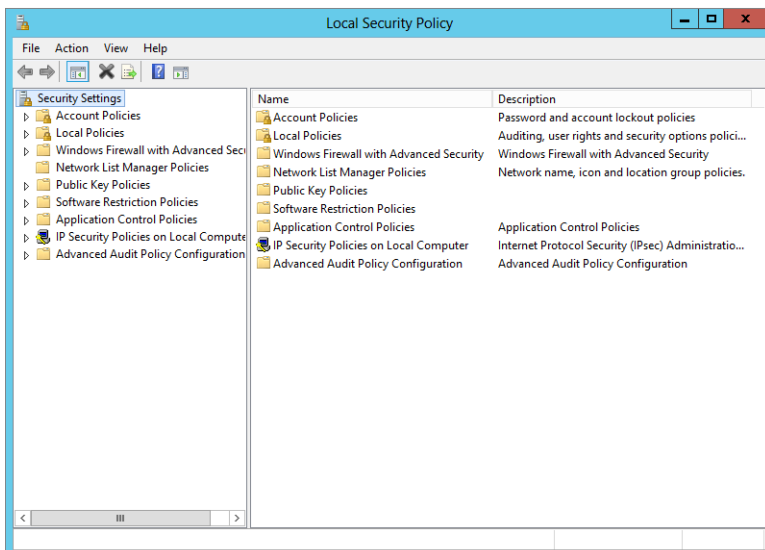 Local Security Policy
File Action View Help
Security Settings
Account Policies
Local Policies
Windows Firewall with Advanced Secu
Network List Manager Policies
Public Key Policies
Software Restriction Policies
Application Control Policies
IP Security Policies on Local Compute
Advanced Audit Policy Configuration
Name Description
Account Policies Password and account lockout policies
Local Policies Auditing, user rights and security options polici...
Windows Firewall with Advanced Security Windows Firewall with Advanced Security
Network List Manager Policies Network name, icon and location group policies.
Public Key Policies
Software Restriction Policies
Application Control Policies Application Control Policies
IP Security Policies on Local Computer Internet Protocol Security (IPsec) Administratio...
Advanced Audit Policy Configuration Advanced Audit Policy Configuration